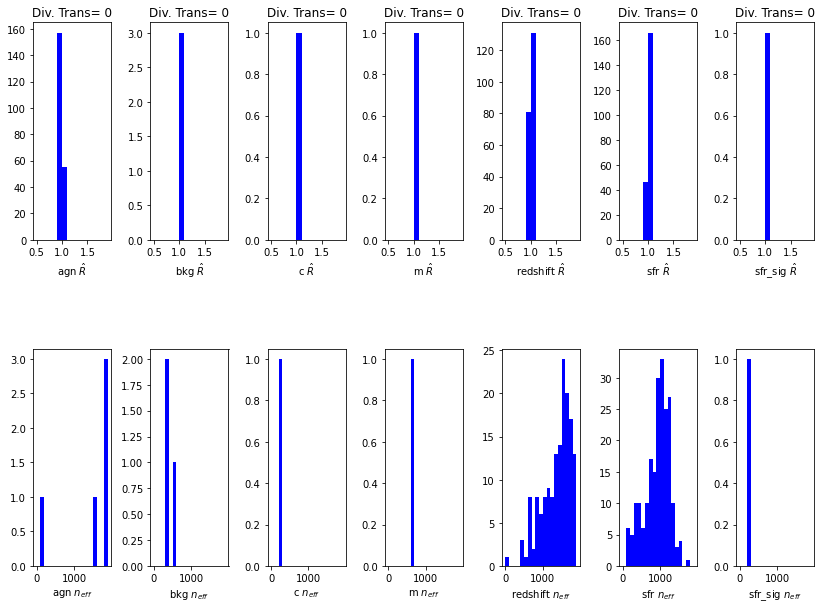 Div. Trans= 0 Div. Trans= 0 Div. Trans= 0 Div. Trans= 0 Div. Trans= 0 Div. Trans= 0 Div. Trans= 0
160 3.0 1.0 1.0 120 160 1.0
140 2.5 0.8 0.8 100 140 0.8
120 2.0 0.6 0.6 80 120 0.6
100 1.5 0.4 0.4 60 100 0.4
80 1.0 0.2 0.2 40 80 0.2
60 0.5 0.0 0.0 20 60 0.0
40 0.0 0 40
20 20
0 0
0.5 1.0 1.5 0.5 1.0 1.5 0.5 1.0 1.5 0.5 1.0 1.5 0.5 1.0 1.5 0.5 1.0 1.5 0.5 1.0 1.5
agn R̂ bkg R̂ c R̂ m R̂ redshift R̂ sfr R̂ sfr_sig R̂
3.0 2.00 1.0 1.0 25 30 1.0
2.5 1.75 0.8 0.8 20 25 0.8
2.0 1.50 0.6 0.6 15 20 0.6
1.5 1.25 0.4 0.4 10 15 0.4
1.0 1.00 0.2 0.2 5 10 0.2
0.5 0.75 0.0 0.0 0 5 0.0
0.0 0.50 0
0.25
0.00
0 1000 0 1000 0 1000 0 1000 0 1000 0 1000 0 1000
agn neff bkg neff c neff m neff redshift neff sfr neff sfr_sig neff